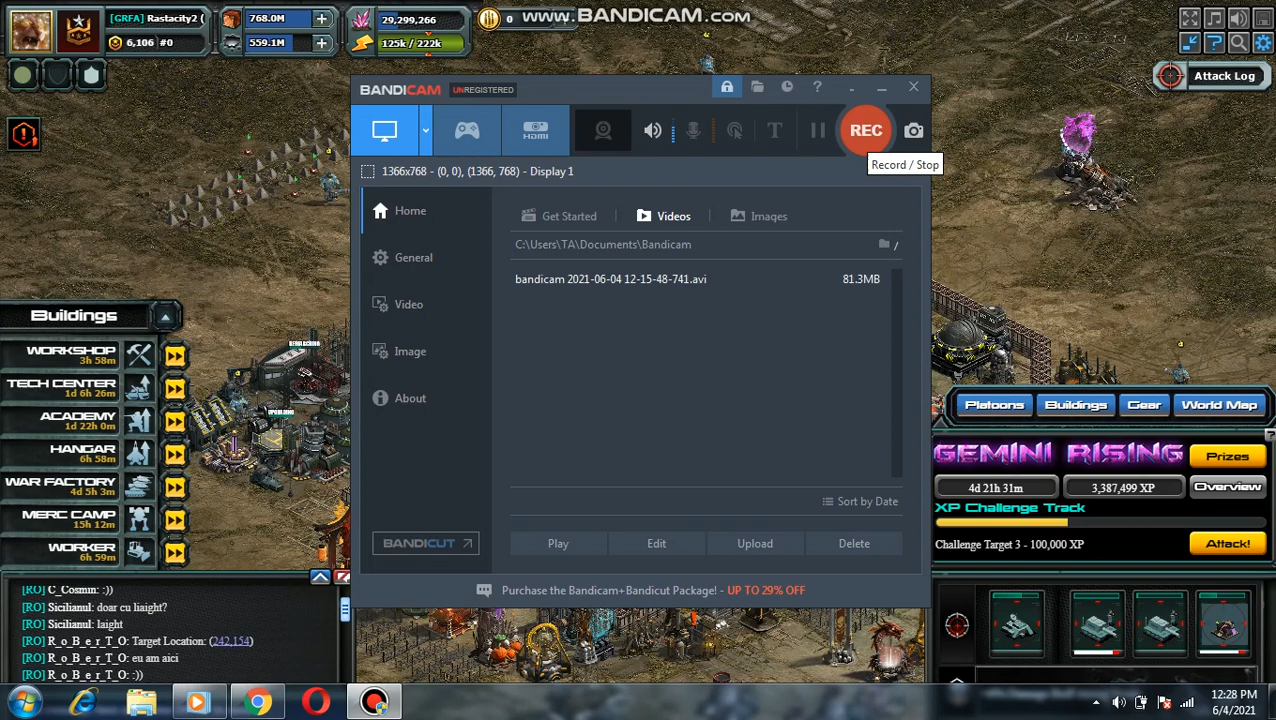 [GRFA] Rastacity2 (
6,106 #0
768.0M
559.1M
29,299,266
125k / 222k
0
WWW.BANDICAM.COM
Attack Log
BANDICAM UNREGISTERED
HDMI
REC
Record / Stop
1366x768 - (0, 0), (1366, 768) - Display 1
Home
General
Video
Image
About
BANDICUT
Get Started
Videos
Images
C:\Users\TA\Documents\Bandicam
/
bandicam 2021-06-04 12-15-48-741.avi 81.3MB
Sort by Date
Play
Edit
Upload
Delete
Purchase the Bandicam+Bandicut Package! - UP TO 29% OFF
Buildings
WORKSHOP
3h 58m
TECH CENTER
1d 6h 26m
ACADEMY
1d 22h 0m
HANGAR
6h 58m
WAR FACTORY
4d 5h 3m
MERC CAMP
15h 12m
WORKER
6h 59m
UPGRADING
[RO] C_Cosmin: :))
[RO] Sicilianul: doar cu liaight?
[RO] Sicilianul: laight
[RO] R_o_B_e_r T_O: Target Location: (242,154)
[RO] R_o_B_e_r T_O: eu am aici
[RO] R_o_B_e_r T_O: :))
Platoons
Buildings
Gear
World Map
GEMINI RISING
Prizes
4d 21h 31m
3,387,499 XP
Overview
XP Challenge Track
Challenge Target 3 - 100,000 XP
Attack!
12:28 PM
6/4/2021